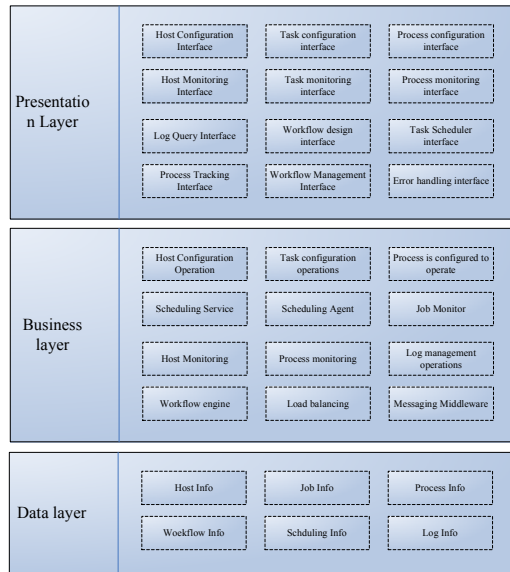 Presentatio
n Layer
Host Configuration
Interface
Task configuration
interface
Process configuration
interface
Host Monitoring
Interface
Task monitoring
interface
Process monitoring
interface
Log Query Interface
Workflow design
interface
Task Scheduler
interface
Process Tracking
Interface
Workflow Management
Interface
Error handling interface
Business
layer
Host Configuration
Operation
Task configuration
operations
Process is configured to
operate
Scheduling Service
Scheduling Agent
Job Monitor
Host Monitoring
Process monitoring
Log management
operations
Workflow engine
Load balancing
Messaging Middleware
Data layer
Host Info
Job Info
Process Info
Woekflow Info
Schduling Info
Log Info